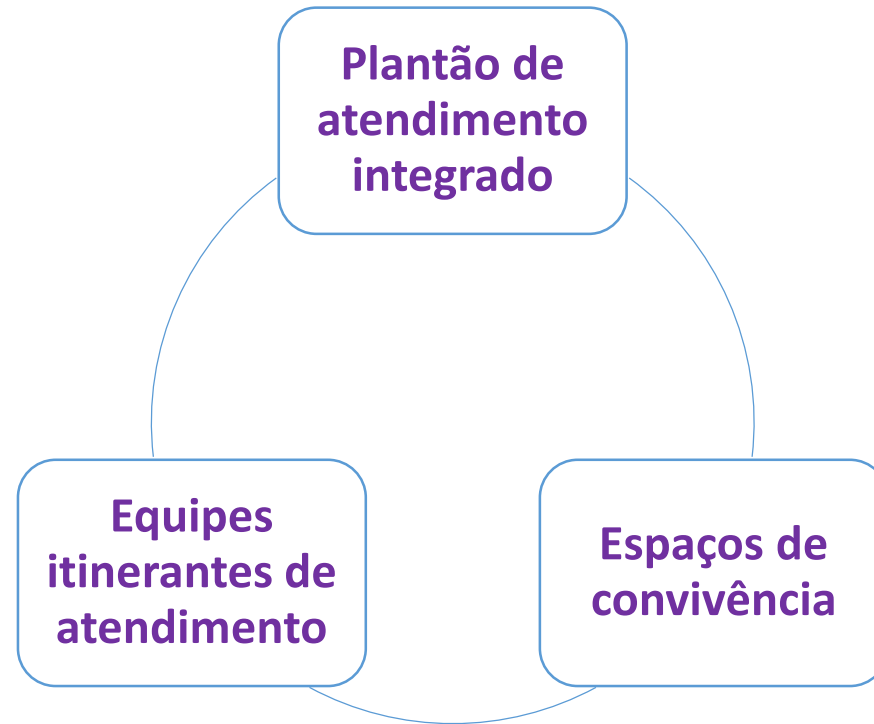 Plantão de
atendimento
integrado
Equipes
itinerantes de
atendimento
Espaços de
convivência